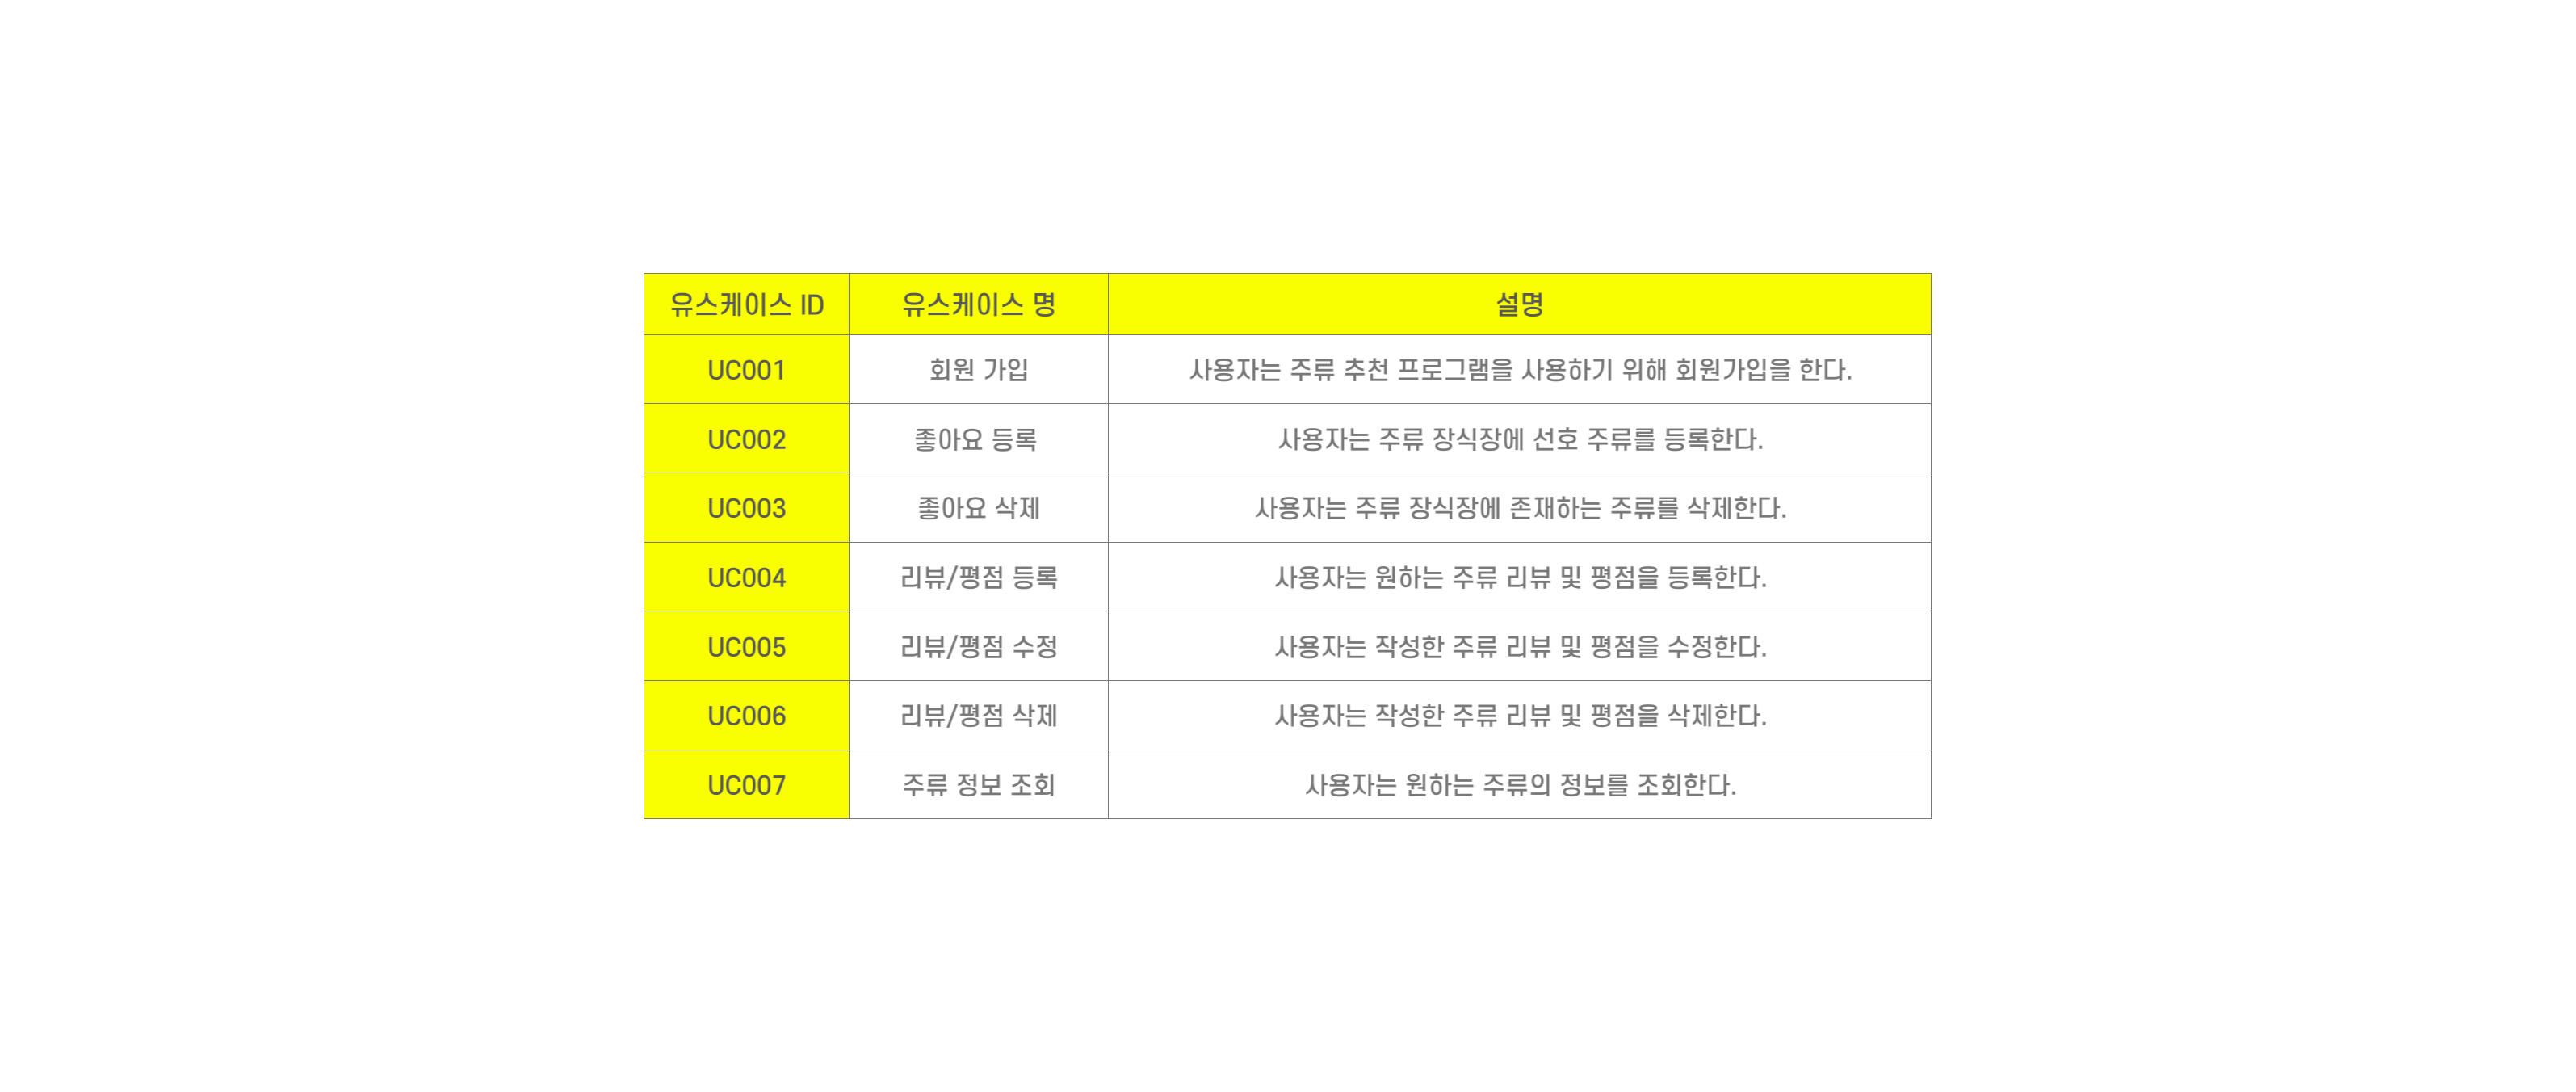 유스케이스 ID 유스케이스 명 설명
UC001 회원 가입 사용자는 주류 추천 프로그램을 사용하기 위해 회원가입을 한다.
UC002 좋아요 등록 사용자는 주류 장식장에 선호 주류를 등록한다.
UC003 좋아요 삭제 사용자는 주류 장식장에 존재하는 주류를 삭제한다.
UC004 리뷰/평점 등록 사용자는 원하는 주류 리뷰 및 평점을 등록한다.
UC005 리뷰/평점 수정 사용자는 작성한 주류 리뷰 및 평점을 수정한다.
UC006 리뷰/평점 삭제 사용자는 작성한 주류 리뷰 및 평점을 삭제한다.
UC007 주류 정보 조회 사용자는 원하는 주류의 정보를 조회한다.